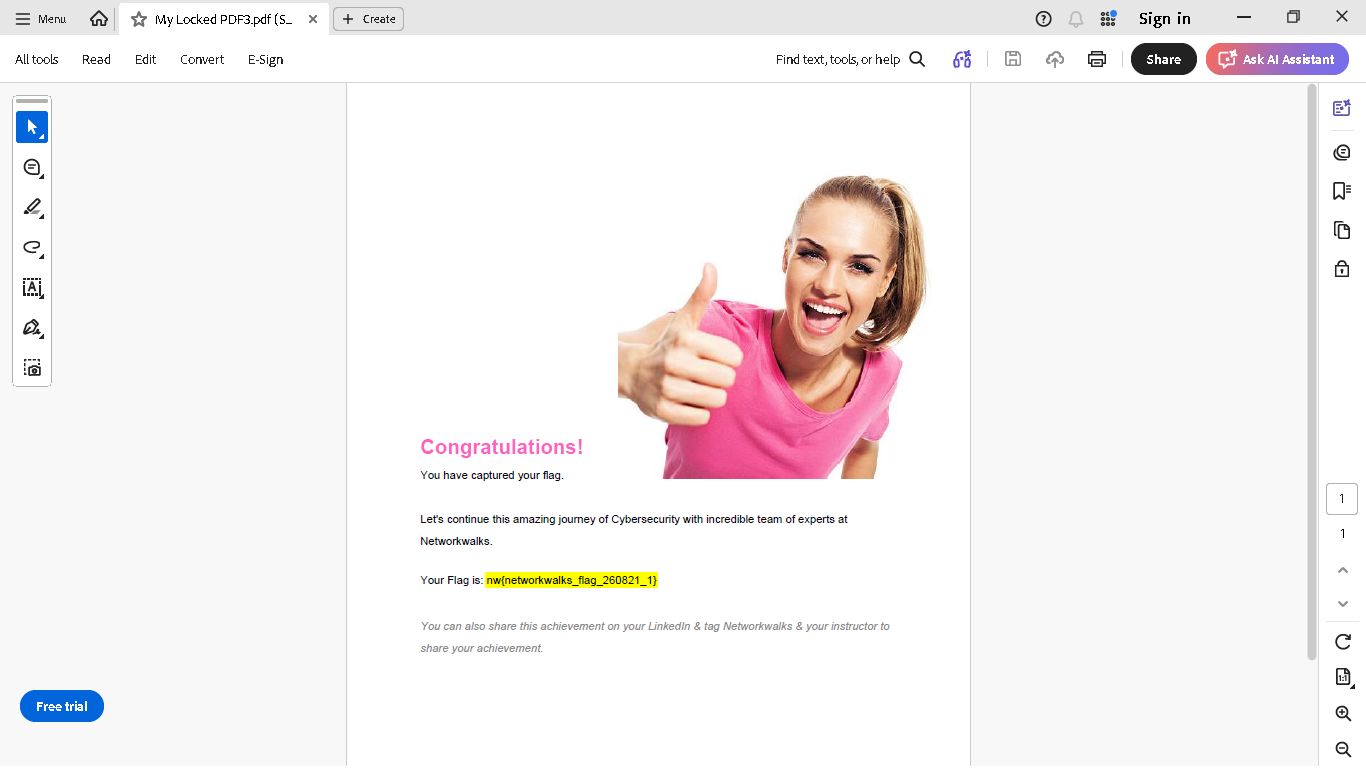 Menu
My Locked PDF3.pdf (S...
Create
Sign in
All tools
Read
Edit
Convert
E-Sign
Find text, tools, or help
Share
Ask AI Assistant
Congratulations!
You have captured your flag.
Let's continue this amazing journey of Cybersecurity with incredible team of experts at
Networkwalks.
Your Flag is: nw{networkwalks_flag_260821_1}
You can also share this achievement on your LinkedIn & tag Networkwalks & your instructor to
share your achievement.
Free trial
1
1
1:1